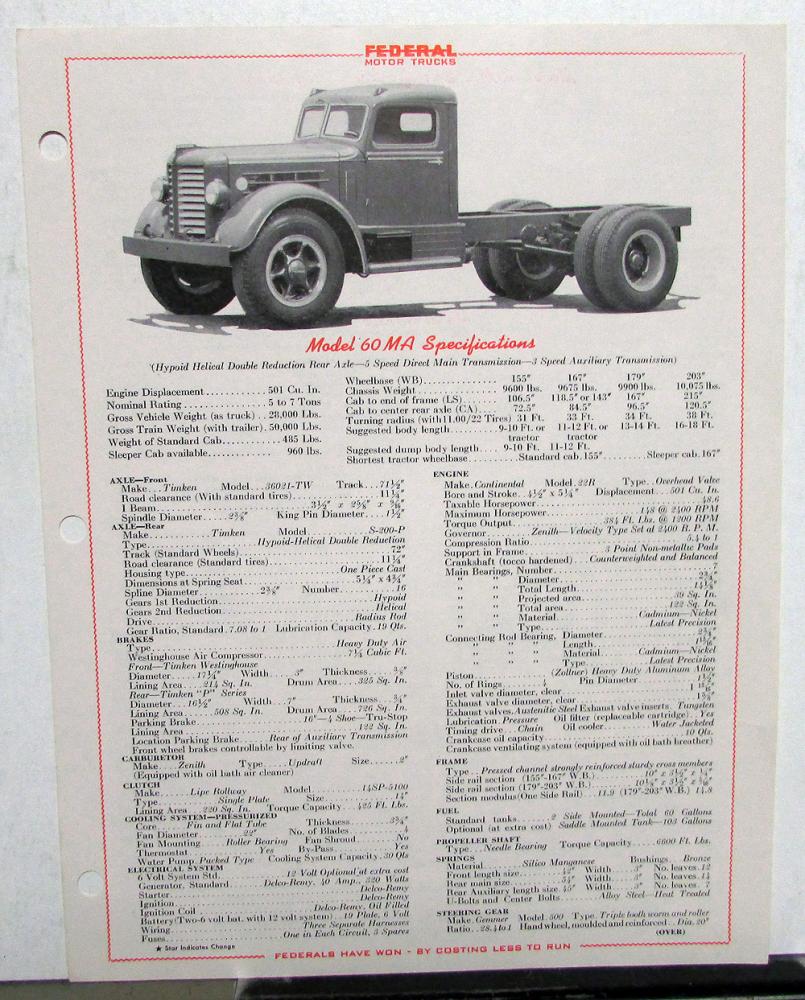 FEDERAL
MOTOR TRUCKS
Model 60 MA Specifications
(Hypoid Helical Double Reduction Rear Axle—5 Speed Direct Main Transmission—3 Speed Auxiliary Transmission)
Engine Displacement 501 Cu. In.
Nominal Rating 5 to 7 Tons
Gross Vehicle Weight (as truck) 28,000 Lbs.
Gross Train Weight (with trailer) 50,000 Lbs.
Weight of Standard Cab 485 Lbs.
Sleeper Cab available 960 lbs.
Wheelbase (WB) 155″ 167″ 179″ 203″
Chassis Weight 9600 lbs. 9675 lbs. 9900 lbs. 10,075 lbs.
Cab to end of frame (LS) 106.5″ 118.5″ or 143″ 167″ 215″
Cab to center rear axle (CA) 72.5″ 84.5″ 96.5″ 120.5″
Turning radius (with 11.00/22 Tires) 31 Ft. 33 Ft. 34 Ft. 38 Ft.
Suggested body length 9-10 Ft. or 11-12 Ft. or 13-14 Ft. 16-18 Ft.
tractor tractor
Suggested dump body length 9-10 Ft. 11-12 Ft.
Shortest tractor wheelbase Standard cab 155″ Sleeper cab 167″
AXLE—Front
Make Timken Model 36021-TW Track 71½″
Road clearance (With standard tires) 11¼″
I Beam
Spindle Diameter King Pin Diameter 1½″
AXLE—Rear
Make Timken Model S-200-P
Type Hypoid-Helical Double Reduction
Track (Standard Wheels) 72″
Road clearance (Standard tires) 11¼″
Housing type One Piece Cast
Dimensions at Spring Seat 5¼″ x 4¾″
Spline Diameter Number 16
Gears 1st Reduction Hypoid
Gears 2nd Reduction Helical
Drive Radius Rod
Gear Ratio, Standard 7.08 to 1 Lubrication Capacity 19 Qts.
BRAKES
Type Heavy Duty Air
Westinghouse Air Compressor 7¼ Cubic Ft.
Front—Timken Westinghouse
Diameter 17¼″ Width 3″ Thickness ⅜″
Lining Area 214 Sq. In. Drum Area 325 Sq. In.
Rear—Timken "P" Series
Diameter 16½″ Width 7″ Thickness ¾″
Lining Area 508 Sq. In. Drum Area 726 Sq. In.
Parking Brake 16″—4 Shoe—Tru-Stop
Lining Area 122 Sq. In.
Location Parking Brake Rear of Auxiliary Transmission
Front wheel brakes controllable by limiting valve.
CARBURETOR
Make Zenith Type Updraft Size 2″
(Equipped with oil bath air cleaner)
CLUTCH
Make Lipe Rollway Model 14SP-5100
Type Single Plate Size 14″
Lining Area 220 Sq. In. Torque Capacity 425 Ft. Lbs.
COOLING SYSTEM—PRESSURIZED
Core Fin and Flat Tube Thickness 3¾″
Fan Diameter 22″ No. of Blades 4
Fan Mounting Roller Bearing Fan Shroud No
Thermostat Yes By-Pass Yes
Water Pump Packed Type Cooling System Capacity 30 Qts
ELECTRICAL SYSTEM
6 Volt System Std. 12 Volt Optional at extra cost
Generator, Standard Delco-Remy, 40 Amp., 320 Watts
Starter Delco-Remy
Ignition Delco-Remy
Ignition Coil Delco-Remy, Oil Filled
Battery (Two-6 volt bat. with 12 volt system) 19 Plate, 6 Volt
Wiring Three Separate Harnesses
Fuses One in Each Circuit, 3 Spares
★ Star Indicates Change
ENGINE
Make Continental Model 22R Type Overhead Valve
Bore and Stroke 4½″ x 5¼″ Displacement 501 Cu. In.
Taxable Horsepower 48.6
Maximum Horsepower 148 @ 2400 RPM
Torque Output 384 Ft. Lbs. @ 1200 RPM
Governor Zenith—Velocity Type Set at 2400 R. P. M.
Compression Ratio 5.4 to 1
Support in Frame 3 Point Non-metallic Pads
Crankshaft (tocco hardened) Counterweighted and Balanced
Main Bearings, Number 7
″ ″ Diameter 2¾″
″ ″ Total Length
″ ″ Projected area 39 Sq. In.
″ ″ Total area 122 Sq. In.
″ ″ Material Cadmium—Nickel
″ ″ Type Latest Precision
Connecting Rod Bearing, Diameter
″ ″ ″ Length
″ ″ ″ Material Cadmium—Nickel
″ ″ ″ Type Latest Precision
Piston (Zollner) Heavy Duty Aluminum Alloy
No. of Rings 4 Pin Diameter
Inlet valve diameter, clear
Exhaust valve diameter, clear
Exhaust valves Austenitic Steel Exhaust valve inserts Tungsten
Lubrication Pressure Oil filter (replaceable cartridge) Yes
Timing drive Chain Oil cooler Water Jacketed
Crankcase oil capacity 10 Qts.
Crankcase ventilating system (equipped with oil bath breather)
FRAME
Type Pressed channel strongly reinforced sturdy cross members
Side rail section (155″-167″ W.B.) 10″ x 3½″ x ¼″
Side rail section (179″-203″ W.B.)
Section modulus (One Side Rail) 11.9 (179″-203″ W.B.) 14.8
FUEL
Standard tanks 2 Side Mounted—Total 60 Gallons
Optional (at extra cost) Saddle Mounted Tank—103 Gallons
PROPELLER SHAFT
Type Needle Bearing Torque Capacity 6600 Ft. Lbs.
SPRINGS
Material Silico Manganese Bushings Bronze
Front length size 42″ Width 3″ No. leaves 12
Rear main size 54″ Width 3″ No. leaves 14
Rear Auxiliary length size 45″ Width 3″ No. leaves 7
U-Bolts and Center Bolts Alloy Steel—Heat Treated
STEERING GEAR
Make Gemmer Model 500 Type Triple tooth worm and roller
Ratio 28.4 to 1 Hand wheel, moulded and reinforced Dia. 20″
(OVER)
FEDERALS HAVE WON - BY COSTING LESS TO RUN